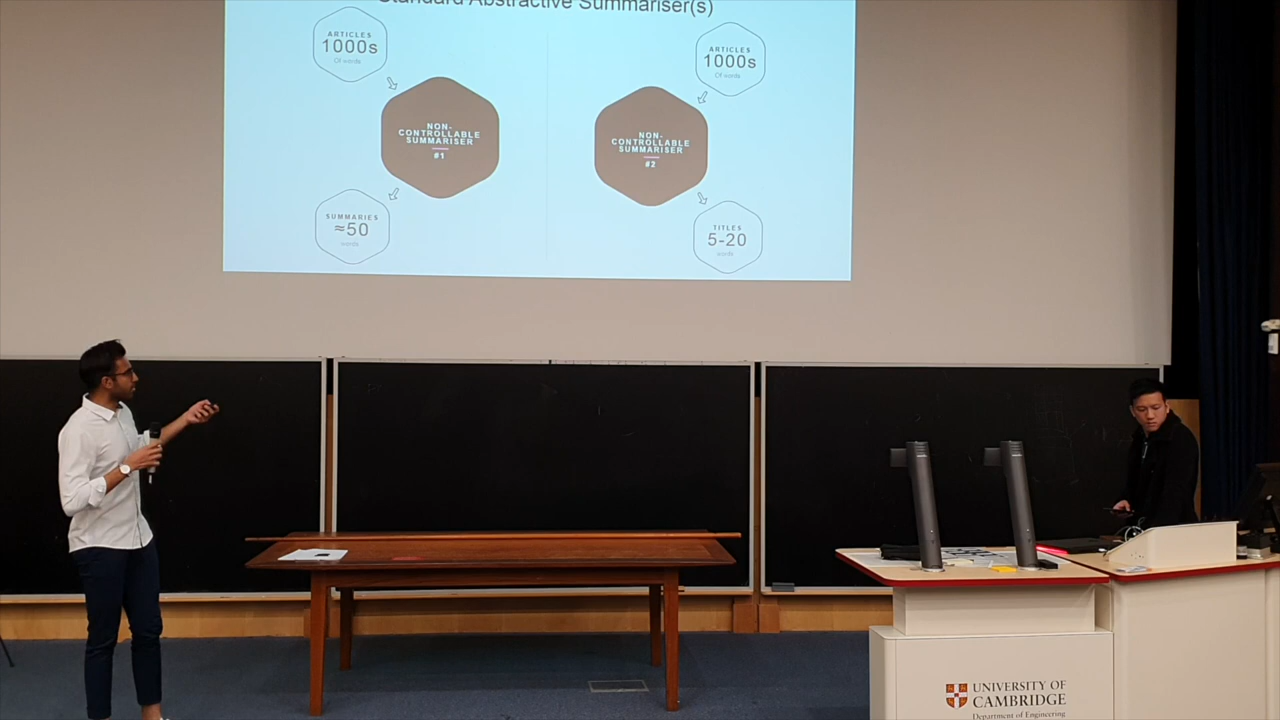 Standard Abstractive Summariser(s)
ARTICLES
1000s
Of words
NON-
CONTROLLABLE
SUMMARISER
#1
SUMMARIES
≈50
words
ARTICLES
1000s
Of words
NON-
CONTROLLABLE
SUMMARISER
#2
TITLES
5-20
words
UNIVERSITY OF
CAMBRIDGE
Department of Engineering